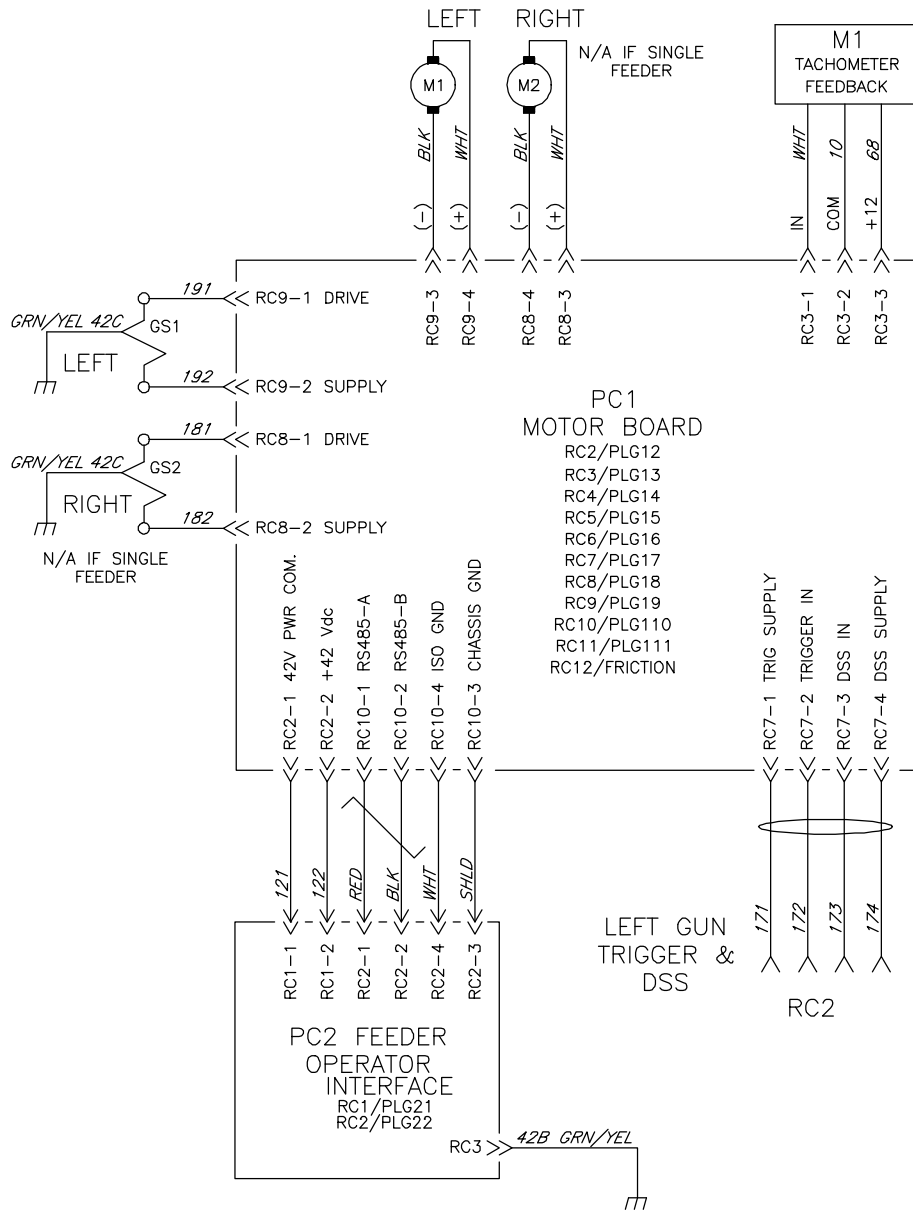 LEFT RIGHT
N/A IF SINGLE
FEEDER
M1
TACHOMETER
FEEDBACK
M1
M2
BLK
WHT
BLK
WHT
WHT
10
68
(-)
(+)
(-)
(+)
IN
COM
+12
RC9-3
RC9-4
RC8-4
RC8-3
RC3-1
RC3-2
RC3-3
191
RC9-1 DRIVE
GRN/YEL 42C
GS1
LEFT
192
RC9-2 SUPPLY
181
RC8-1 DRIVE
GRN/YEL 42C
GS2
RIGHT
182
RC8-2 SUPPLY
N/A IF SINGLE
FEEDER
PC1
MOTOR BOARD
RC2/PLG12
RC3/PLG13
RC4/PLG14
RC5/PLG15
RC6/PLG16
RC7/PLG17
RC8/PLG18
RC9/PLG19
RC10/PLG110
RC11/PLG111
RC12/FRICTION
RC2-1 42V PWR COM.
RC2-2 +42 Vdc
RC10-1 RS485-A
RC10-2 RS485-B
RC10-4 ISO GND
RC10-3 CHASSIS GND
RC7-1 TRIG SUPPLY
RC7-2 TRIGGER IN
RC7-3 DSS IN
RC7-4 DSS SUPPLY
121
122
RED
BLK
WHT
SHLD
171
172
173
174
LEFT GUN
TRIGGER &
DSS
RC2
RC1-1
RC1-2
RC2-1
RC2-2
RC2-4
RC2-3
PC2 FEEDER
OPERATOR
INTERFACE
RC1/PLG21
RC2/PLG22
RC3
42B GRN/YEL